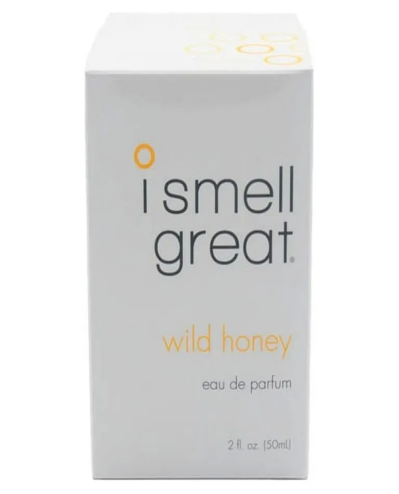 i smell
great®
wild honey
eau de parfum
2 fl. oz. (50ml)